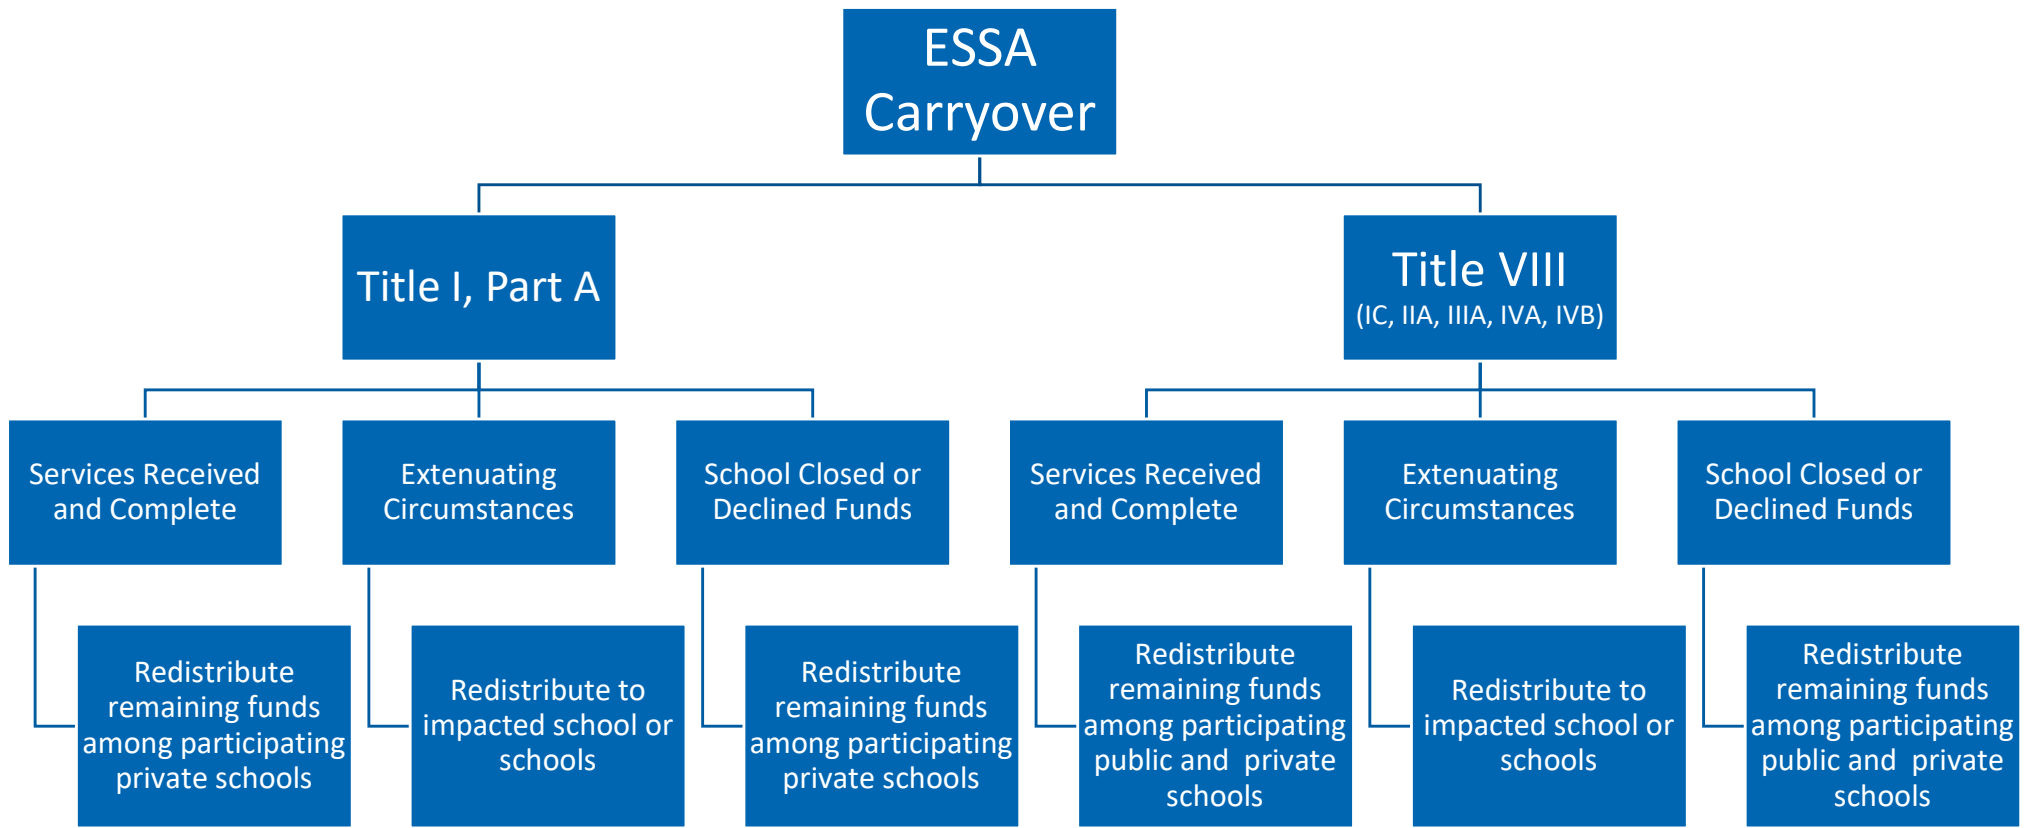 ESSA
Carryover
Title I, Part A
Title VIII
(IC, IIA, IIIA, IVA, IVB)
Services Received
and Complete
Extenuating
Circumstances
School Closed or
Declined Funds
Services Received
and Complete
Extenuating
Circumstances
School Closed or
Declined Funds
Redistribute
remaining funds
among participating
private schools
Redistribute to
impacted school or
schools
Redistribute
remaining funds
among participating
private schools
Redistribute
remaining funds
among participating
public and  private
schools
Redistribute to
impacted school or
schools
Redistribute
remaining funds
among participating
public and  private
schools